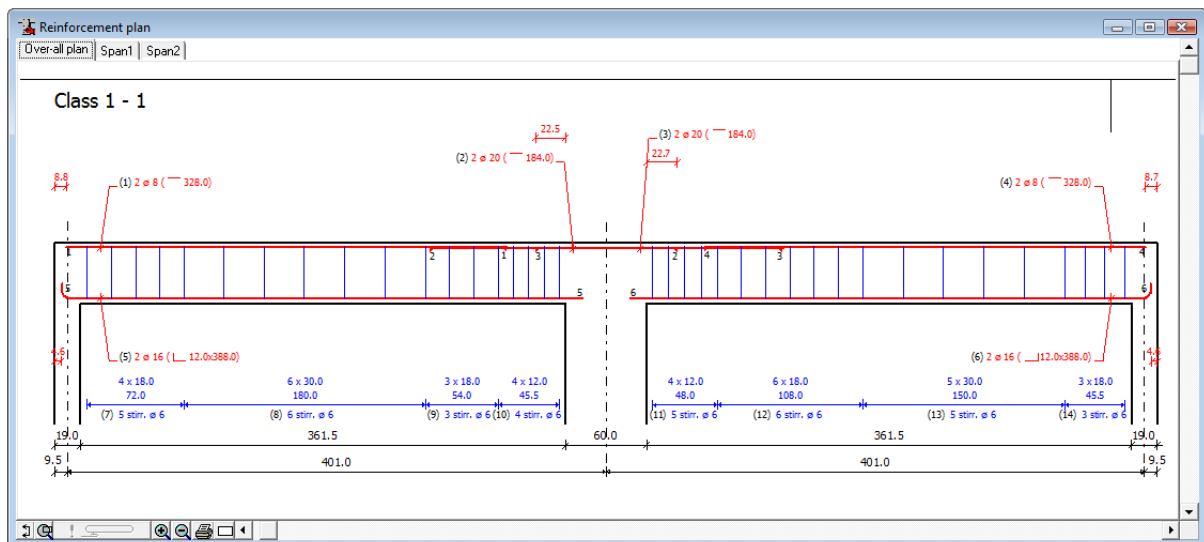 Reinforcement plan
Over-all plan Span1 Span2
Class 1 - 1
22.5
(3) 2 ø 20 ( 184.0)
(2) 2 ø 20 ( 184.0)
22.7
8.8
(1) 2 ø 8 ( 328.0)
(4) 2 ø 8 ( 328.0)
8.7
1 2 1 3 2 4 3 4
5 5 6 6
4.6
(5) 2 ø 16 ( 12.0x388.0)
(6) 2 ø 16 ( 12.0x388.0)
4.6
4 x 18.0 6 x 30.0 3 x 18.0 4 x 12.0 4 x 12.0 6 x 18.0 5 x 30.0 3 x 18.0
72.0 180.0 54.0 45.5 48.0 108.0 150.0 45.5
(7) 5 stirr. ø 6 (8) 6 stirr. ø 6 (9) 3 stirr. ø 6 (10) 4 stirr. ø 6 (11) 5 stirr. ø 6 (12) 6 stirr. ø 6 (13) 5 stirr. ø 6 (14) 3 stirr. ø 6
19.0 361.5 60.0 361.5 19.0
9.5 401.0 401.0 9.5